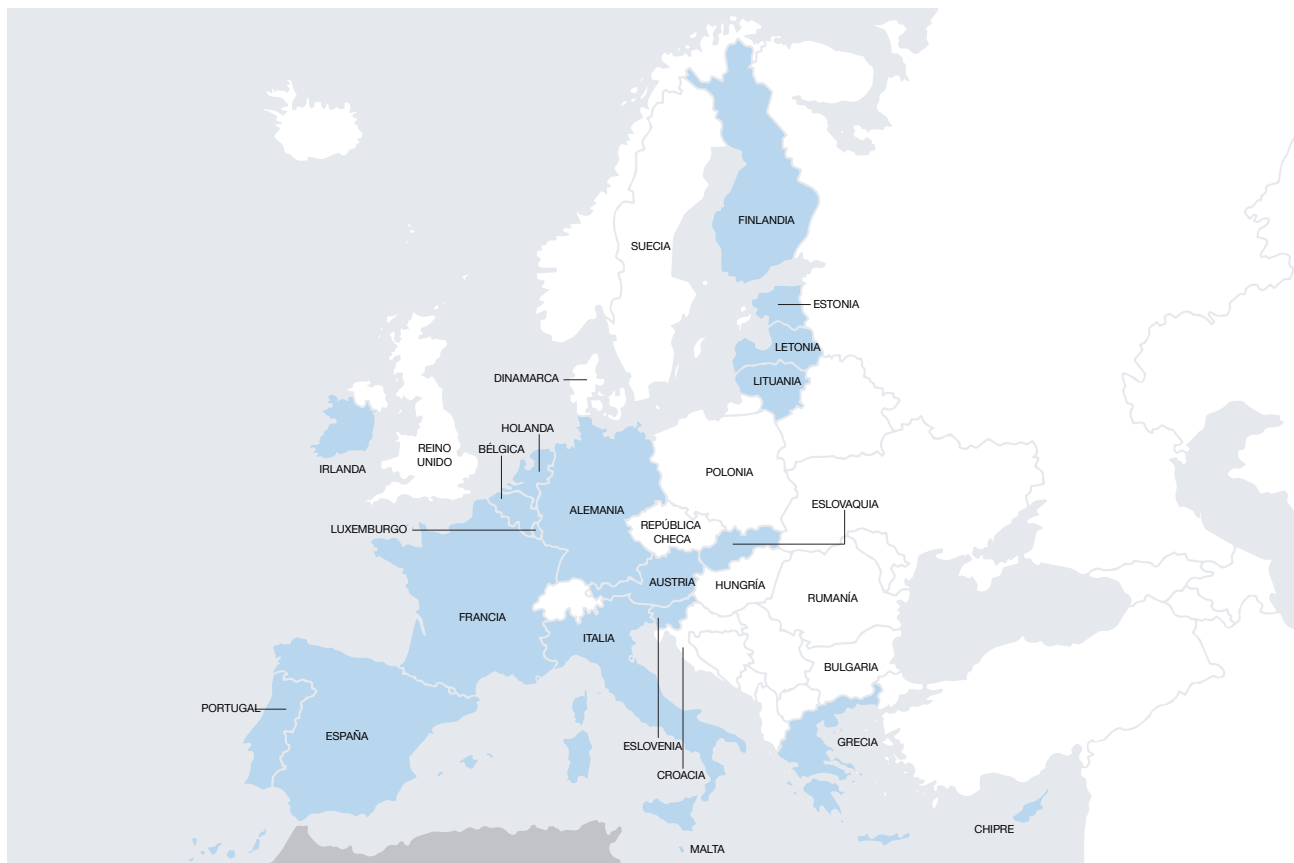 FINLANDIA
SUECIA
ESTONIA
LETONIA
DINAMARCA
LITUANIA
HOLANDA
BÉLGICA
REINO
UNIDO
IRLANDA
POLONIA
ESLOVAQUIA
ALEMANIA
LUXEMBURGO
REPÚBLICA
CHECA
AUSTRIA
HUNGRÍA
RUMANÍA
FRANCIA
ITALIA
BULGARIA
PORTUGAL
ESPAÑA
ESLOVENIA
GRECIA
CROACIA
CHIPRE
MALTA